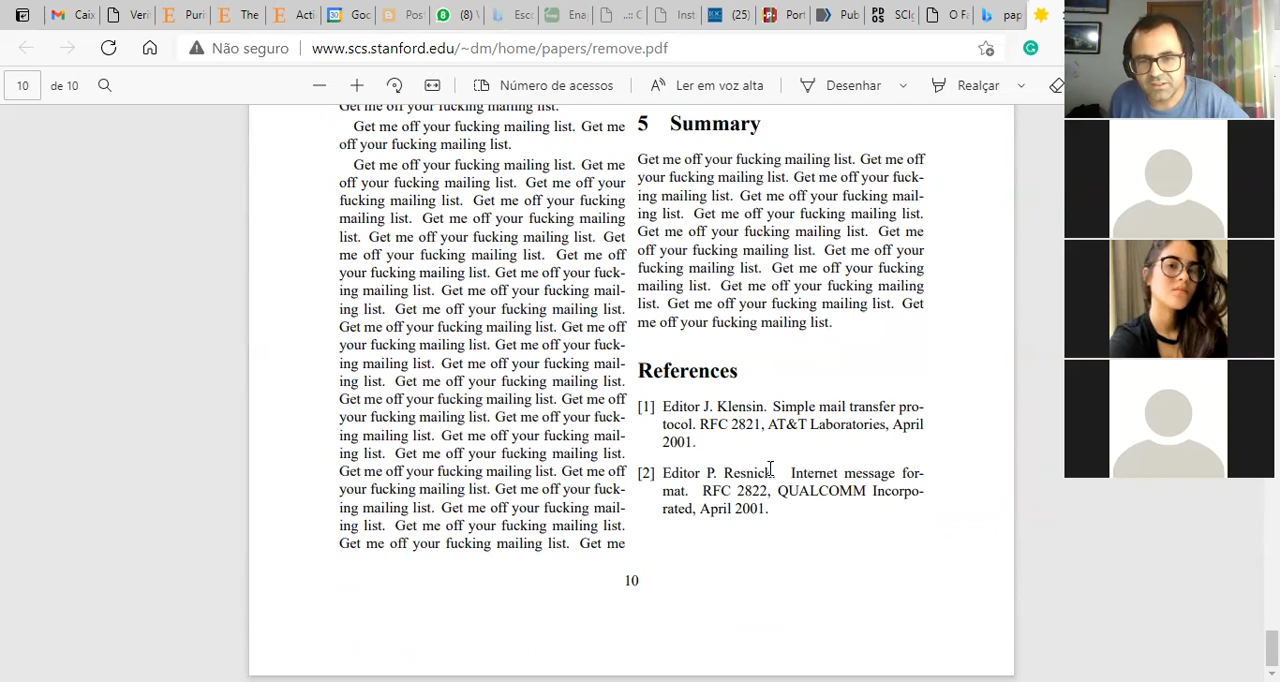 Caix
Veri
Puri
The
Acti
Goc
Pos
(8)
Esc
Ena
..:: C
Inst
(25)
Port
Pub
SCI
O F
pap
Não seguro
www.scs.stanford.edu/~dm/home/papers/remove.pdf
10
de 10
Número de acessos
Ler em voz alta
Desenhar
Realçar
Get me off your fucking mailing list.
Get me off your fucking mailing list. Get me
off your fucking mailing list.
Get me off your fucking mailing list. Get me
off your fucking mailing list. Get me off your
fucking mailing list. Get me off your fucking
mailing list. Get me off your fucking mailing
list. Get me off your fucking mailing list. Get
me off your fucking mailing list. Get me off
your fucking mailing list. Get me off your fuck-
ing mailing list. Get me off your fucking mail-
ing list. Get me off your fucking mailing list.
Get me off your fucking mailing list. Get me off
your fucking mailing list. Get me off your fuck-
ing mailing list. Get me off your fucking mail-
ing list. Get me off your fucking mailing list.
Get me off your fucking mailing list. Get me off
your fucking mailing list. Get me off your fuck-
ing mailing list. Get me off your fucking mail-
ing list. Get me off your fucking mailing list.
Get me off your fucking mailing list. Get me off
your fucking mailing list. Get me off your fuck-
ing mailing list. Get me off your fucking mail-
ing list. Get me off your fucking mailing list.
Get me off your fucking mailing list. Get me
5 Summary
Get me off your fucking mailing list. Get me off
your fucking mailing list. Get me off your fuck-
ing mailing list. Get me off your fucking mail-
ing list. Get me off your fucking mailing list.
Get me off your fucking mailing list. Get me
off your fucking mailing list. Get me off your
fucking mailing list. Get me off your fucking
mailing list. Get me off your fucking mailing
list. Get me off your fucking mailing list. Get
me off your fucking mailing list.
References
[1] Editor J. Klensin. Simple mail transfer pro-
tocol. RFC 2821, AT&T Laboratories, April
2001.
[2] Editor P. Resnick. Internet message for-
mat. RFC 2822, QUALCOMM Incorpo-
rated, April 2001.
10